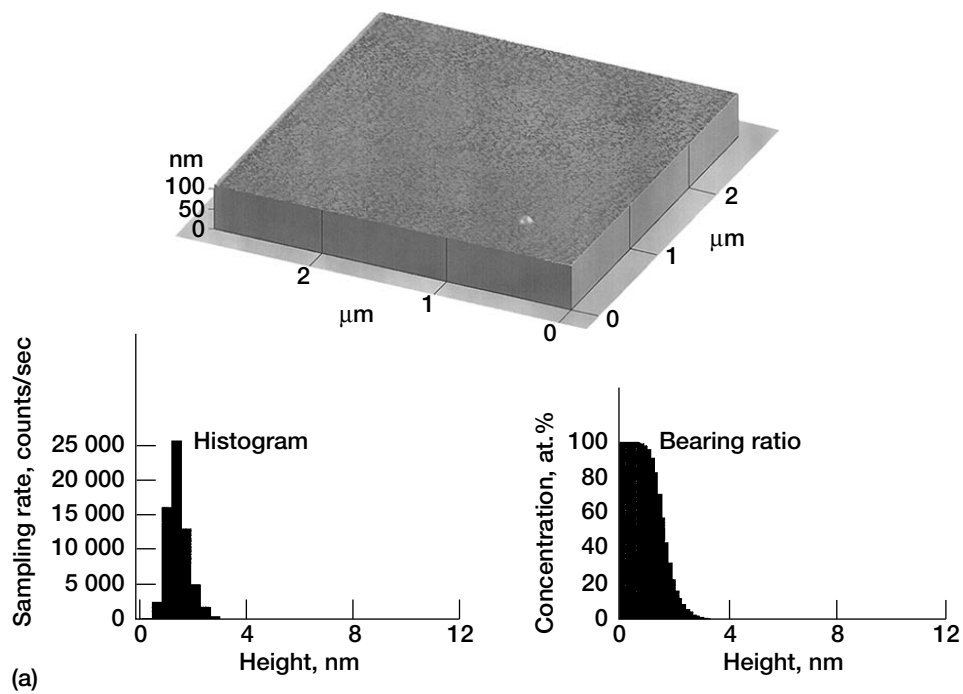 nm
100
50
0
2
1
0
μm
0
1
2
μm
Sampling rate, counts/sec
25 000
20 000
15 000
10 000
5 000
0
Histogram
0
4
8
12
Height, nm
Concentration, at.%
100
80
60
40
20
0
Bearing ratio
0
4
8
12
Height, nm
(a)